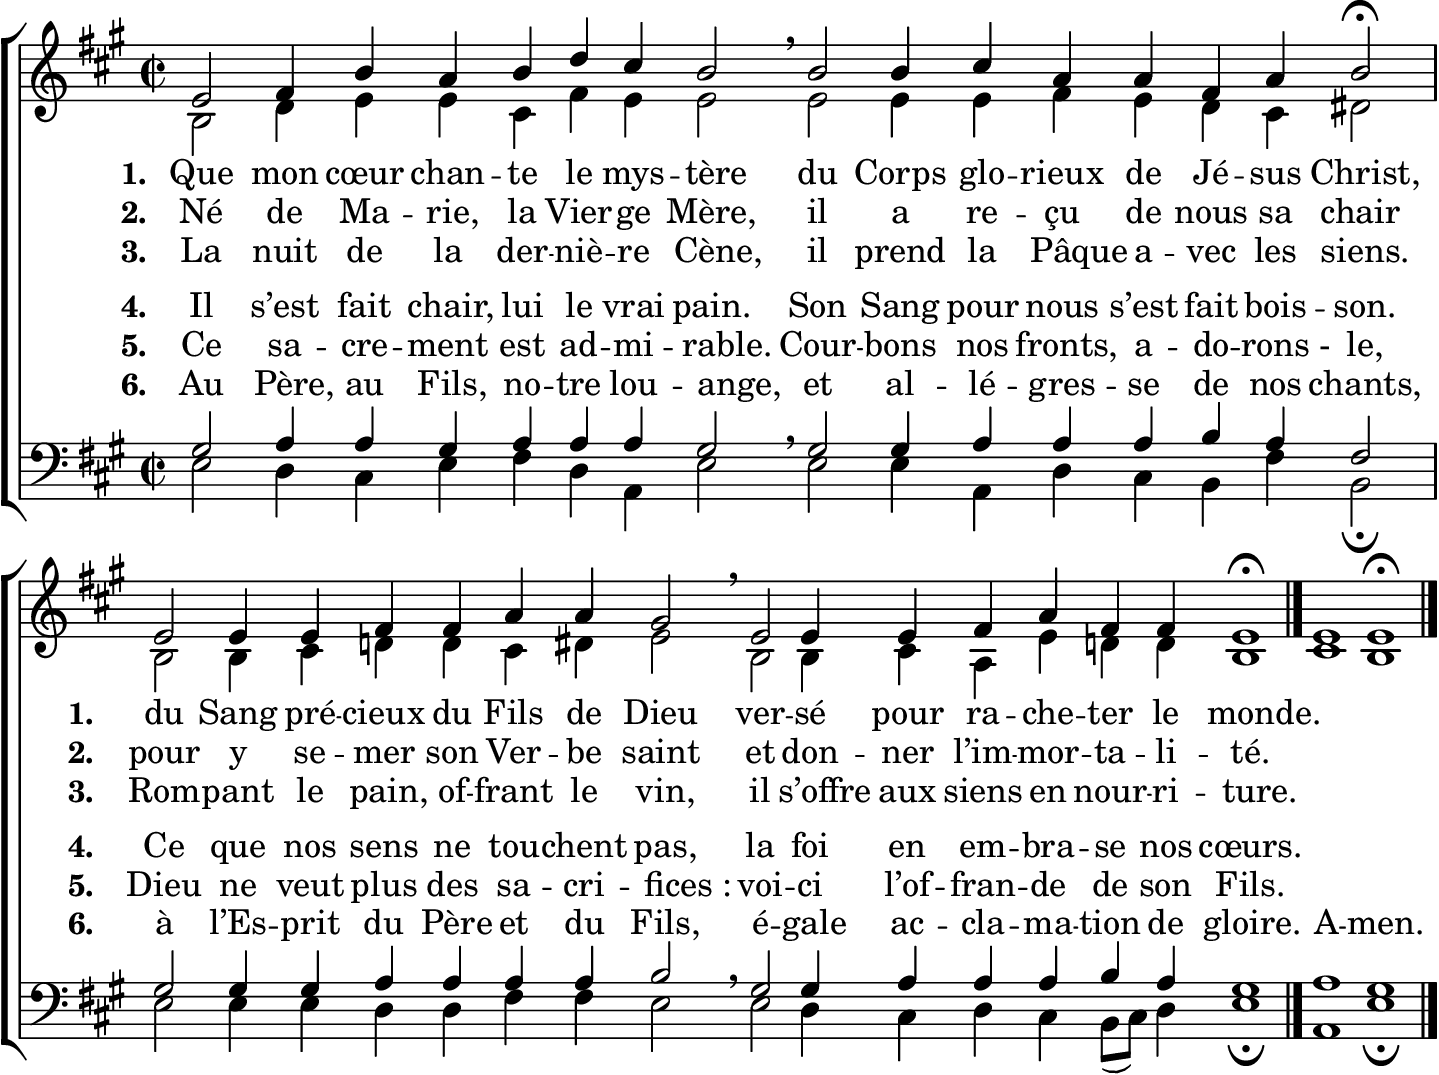 1. Que mon cœur chan -- te le mys -- tère du Corps glo -- rieux de Jé -- sus Christ,
2. Né de Ma -- rie, la Vier -- ge Mère, il a re -- çu de nous sa chair
3. La nuit de la der -- niè -- re Cène, il prend la Pâque a -- vec les siens.
4. Il s’est fait chair, lui le vrai pain. Son Sang pour nous s’est fait bois -- son.
5. Ce sa -- cre -- ment est ad -- mi -- rable. Cour -- bons nos fronts, a -- do -- rons - le,
6. Au Père, au Fils, no -- tre lou -- ange, et al -- lé -- gres -- se de nos chants,
1. du Sang pré -- cieux du Fils de Dieu ver -- sé pour ra -- che -- ter le monde.
2. pour y se -- mer son Ver -- be saint et don -- ner l’im -- mor -- ta -- li -- té.
3. Rompant le pain, of -- frant le vin, il s’offre aux siens en nour -- ri -- ture.
4. Ce que nos sens ne touchent pas, la foi en em -- bra -- se nos cœurs.
5. Dieu ne veut plus des sa -- cri -- fices : voi -- ci l’of -- fran -- de de son Fils.
6. à l’Es -- prit du Père et du Fils, é -- gale ac -- cla -- ma -- tion de gloire. A -- men.